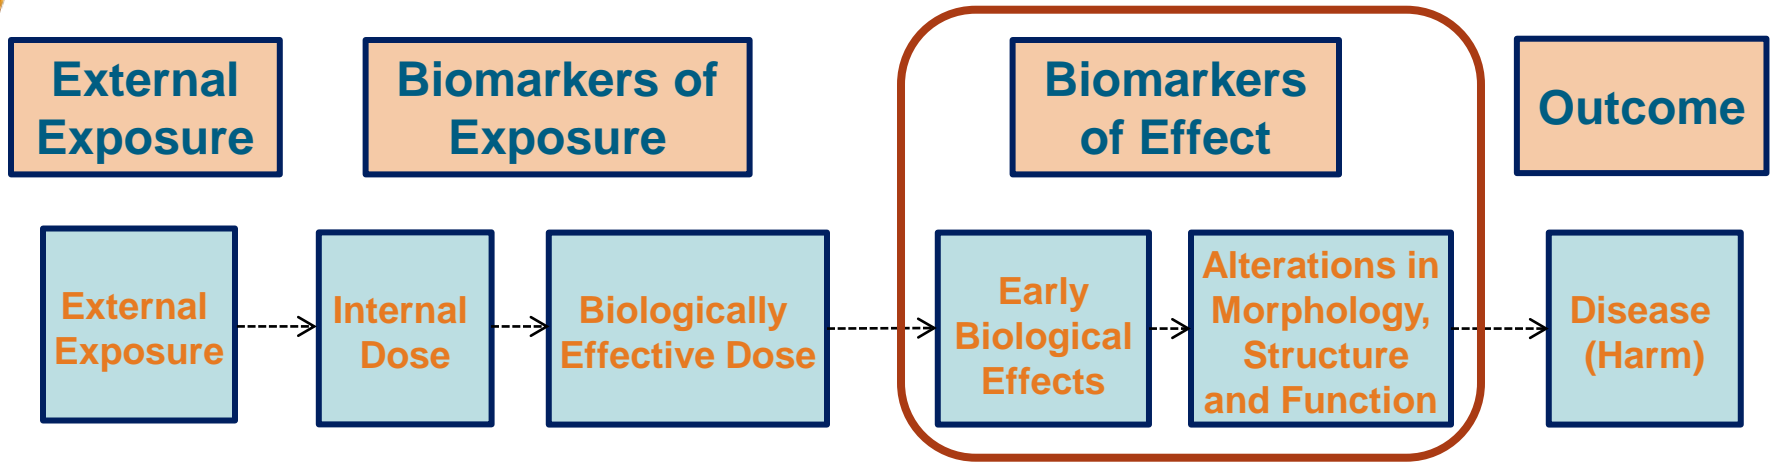 External
Exposure
Biomarkers of
Exposure
Biomarkers
of Effect
Outcome
External
Exposure
Internal
Dose
Biologically
Effective Dose
Early
Biological
Effects
Alterations in
Morphology,
Structure
and Function
Disease
(Harm)